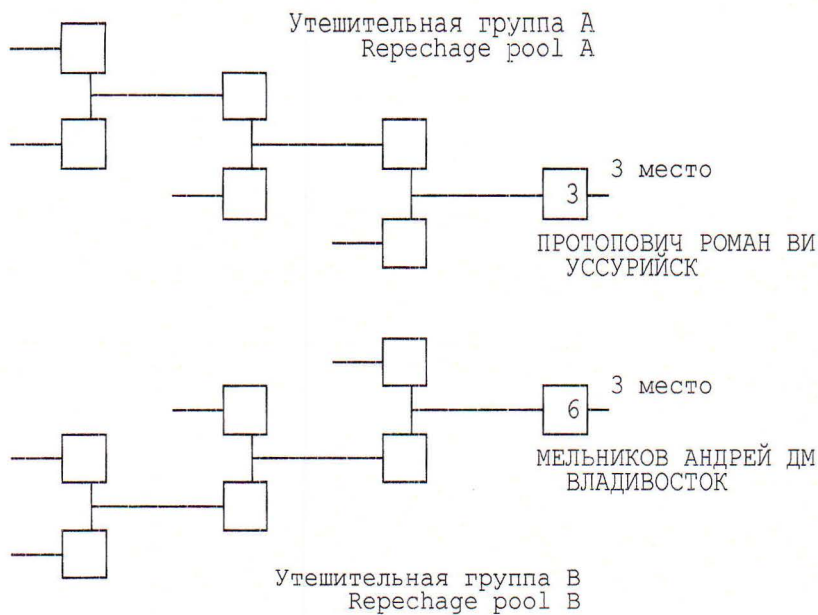 Утешительная группа А
Repechage pool A
3 место
3
ПРОТОПОВИЧ РОМАН ВИ
УССУРИЙСК
3 место
6
МЕЛЬНИКОВ АНДРЕЙ ДМ
ВЛАДИВОСТОК
Утешительная группа В
Repechage pool B